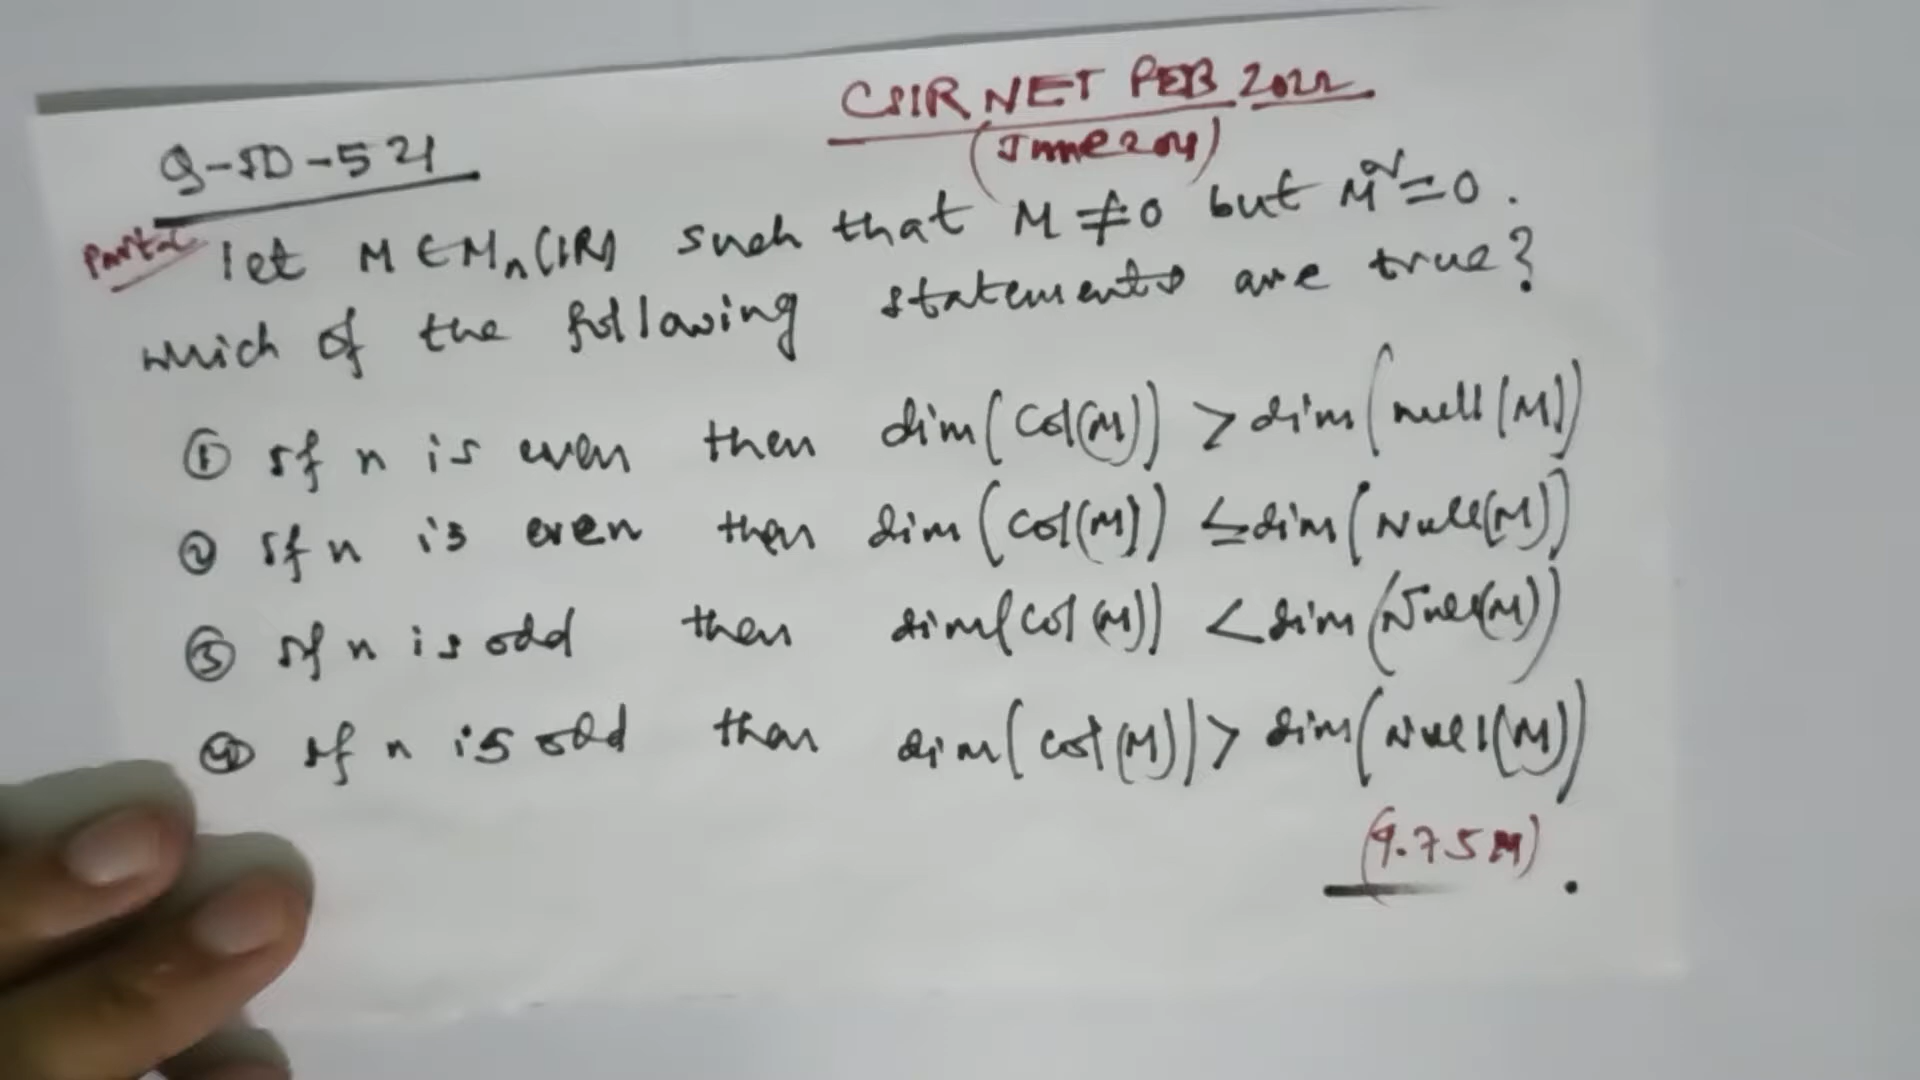 CSIR NET FEB 2022
(June 2021)
Q-SD-521
Part-C
let M ∈ Mn(IR) such that M ≠ 0 but M²=0.
which of the following statements are true?
① If n is even then dim(Col(M)) > dim(null(M))
② If n is even then dim(Col(M)) ≤ dim(Null(M))
③ If n is odd then dim(Col(M)) < dim(Null(M))
④ If n is odd then dim(Col(M)) > dim(Null(M))
(4.75M).